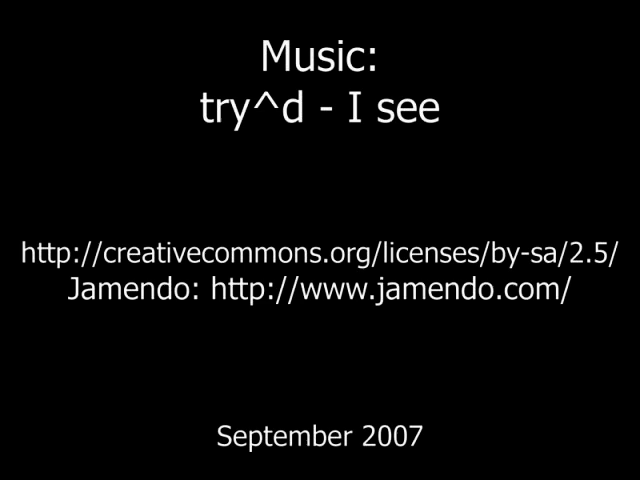 Music:
try^d - I see
http://creativecommons.org/licenses/by-sa/2.5/
Jamendo: http://www.jamendo.com/
September 2007